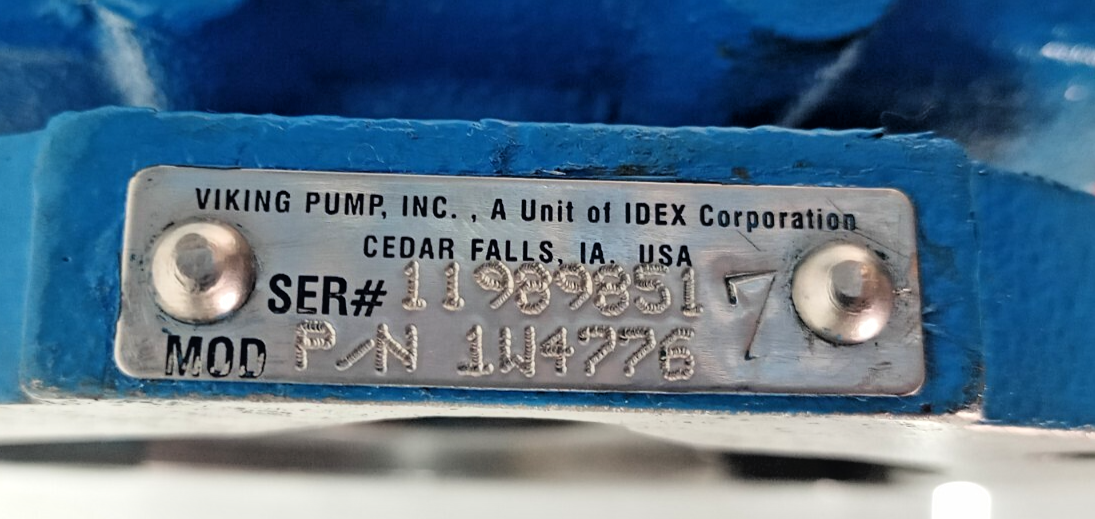 VIKING PUMP, INC. , A Unit of IDEX Corporation
CEDAR FALLS, IA. USA
SER# 11989851 7
MOD P/N 1W4776